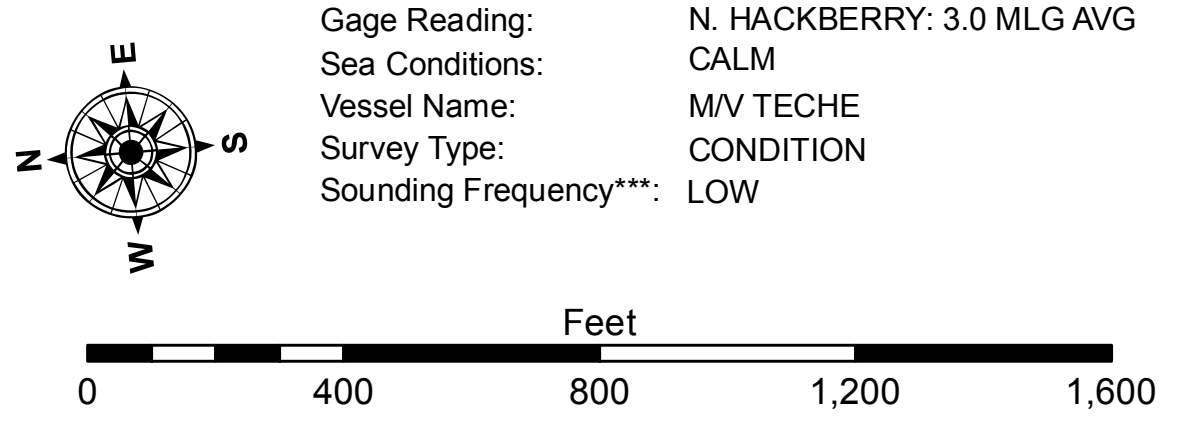 Gage Reading: N. HACKBERRY: 3.0 MLG AVG
Sea Conditions: CALM
Vessel Name: M/V TECHE
Survey Type: CONDITION
Sounding Frequency***: LOW
E
N
S
W
Feet
0 400 800 1,200 1,600